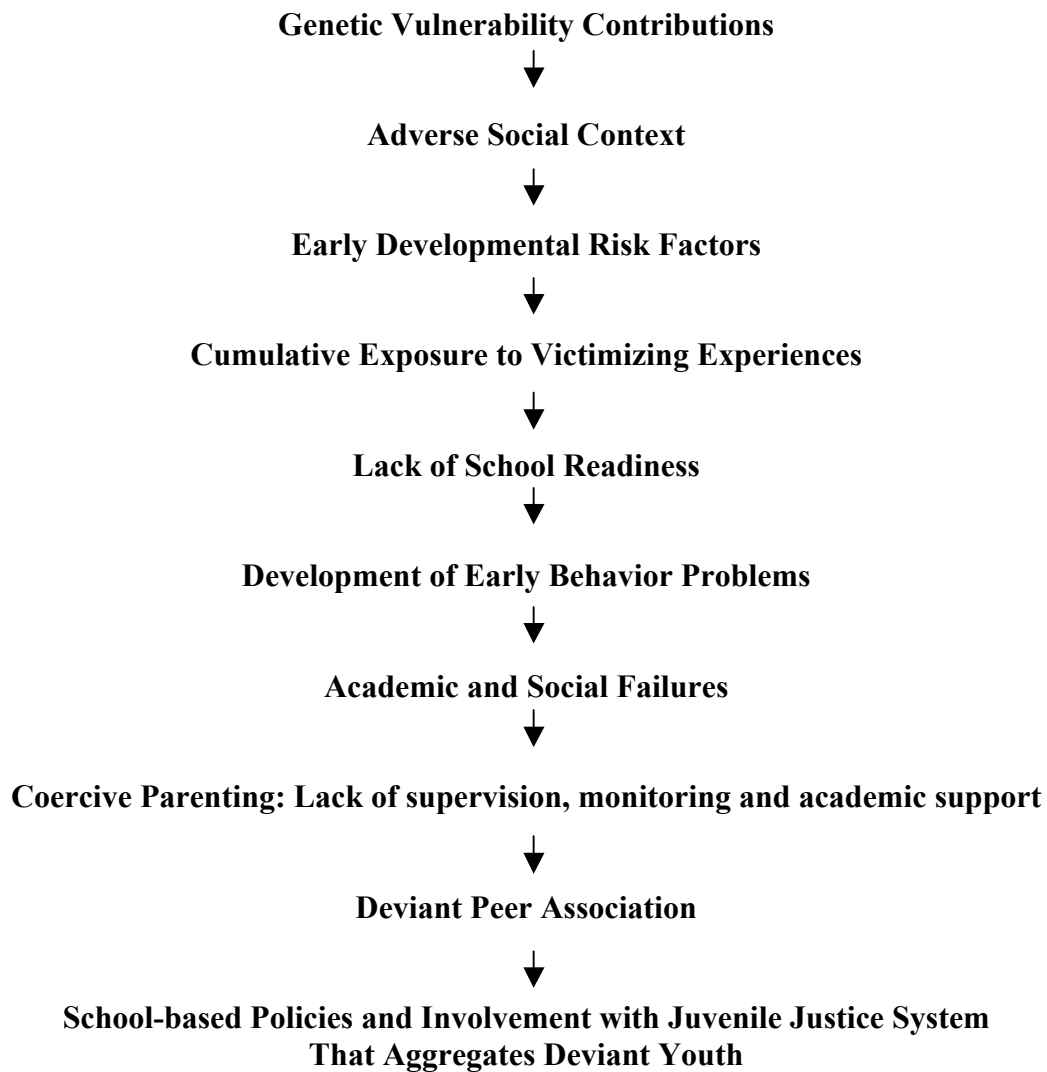 Genetic Vulnerability Contributions
Adverse Social Context
Early Developmental Risk Factors
Cumulative Exposure to Victimizing Experiences
Lack of School Readiness
Development of Early Behavior Problems
Academic and Social Failures
Coercive Parenting: Lack of supervision, monitoring and academic support
Deviant Peer Association
School-based Policies and Involvement with Juvenile Justice System
That Aggregates Deviant Youth